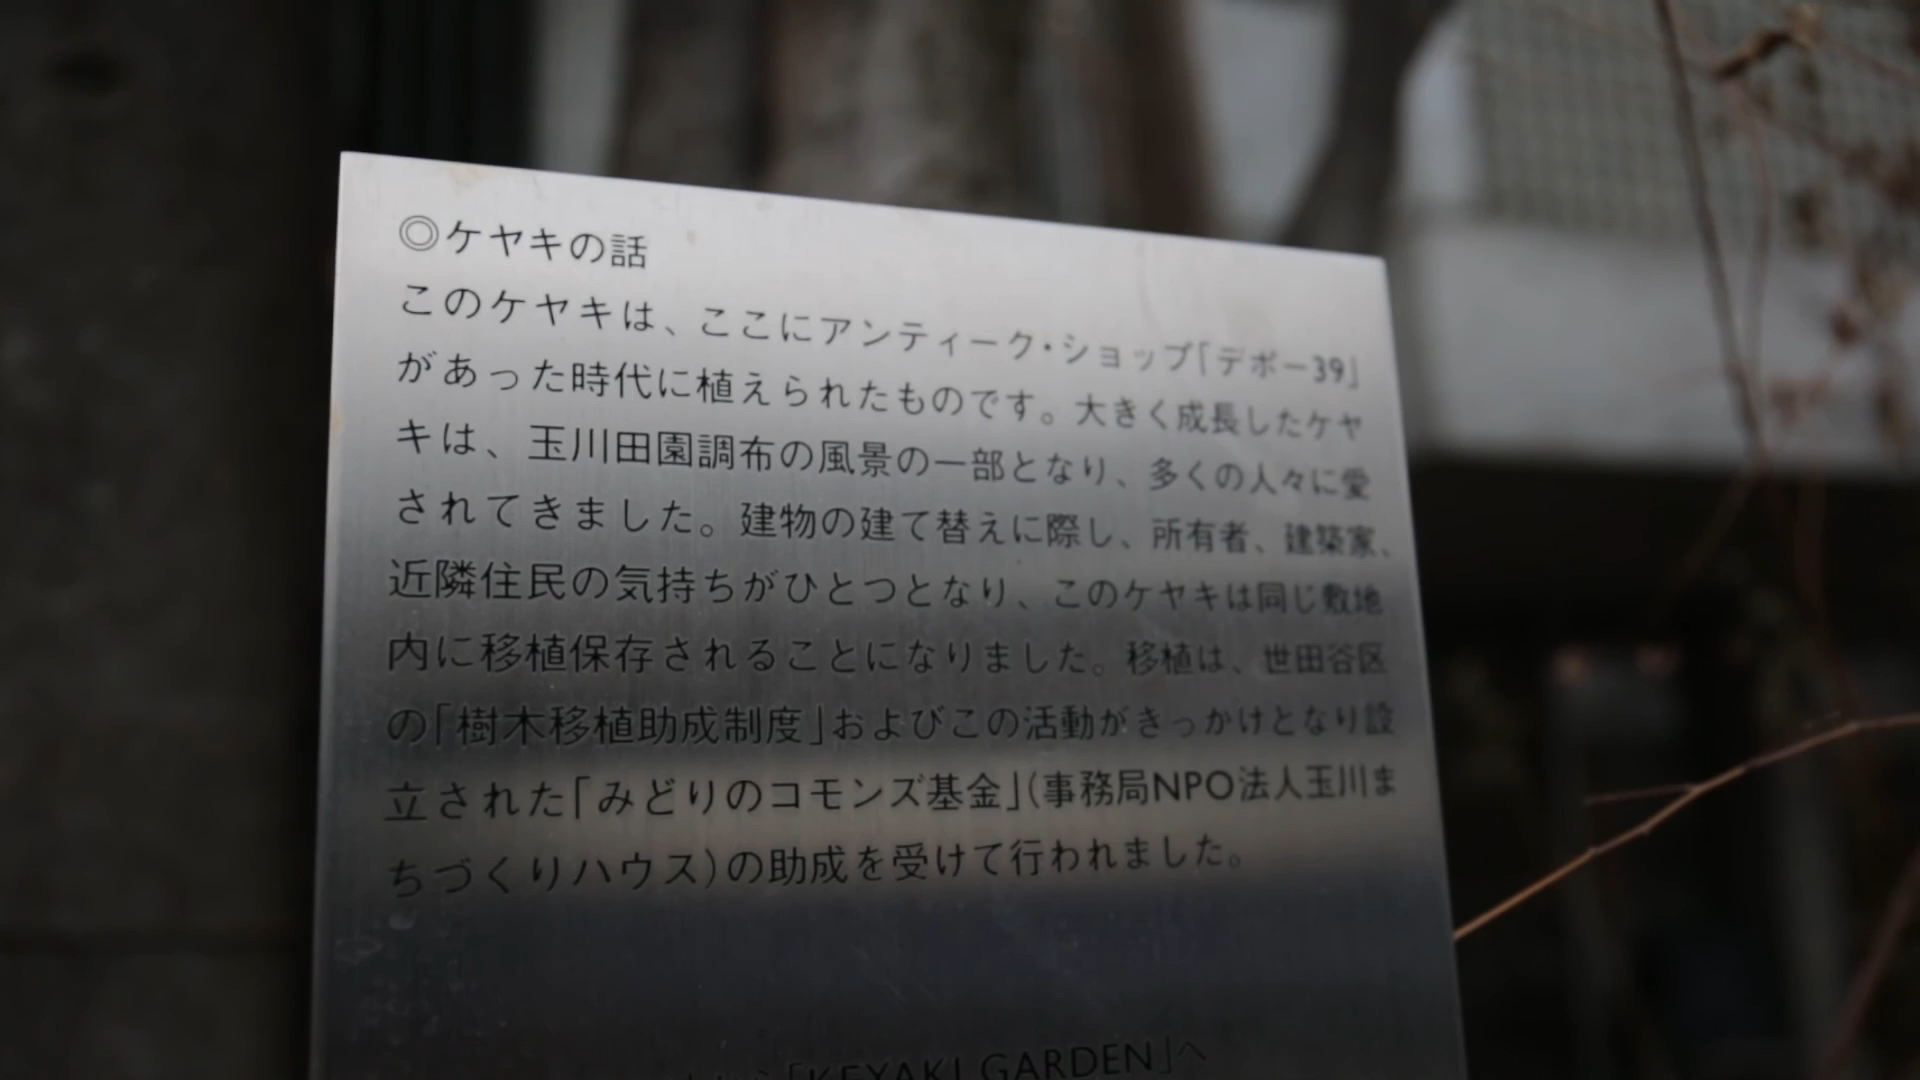 ◎ケヤキの話
このケヤキは、ここにアンティーク・ショップ「デポー39」
があった時代に植えられたものです。大きく成長したケヤ
キは、玉川田園調布の風景の一部となり、多くの人々に愛
されてきました。建物の建て替えに際し、所有者、建築家、
近隣住民の気持ちがひとつとなり、このケヤキは同じ敷地
内に移植保存されることになりました。移植は、世田谷区
の「樹木移植助成制度」およびこの活動がきっかけとなり設
立された「みどりのコモンズ基金」(事務局NPO法人玉川ま
ちづくりハウス)の助成を受けて行われました。
「KEYAKI GARDEN」へ